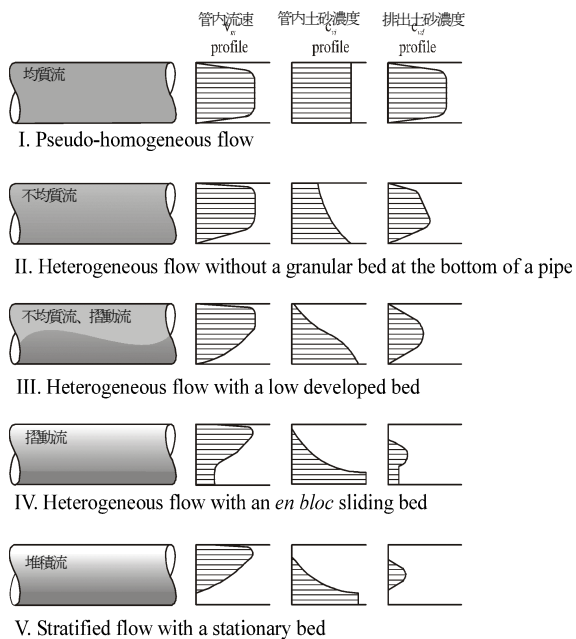 管内流速 管内土砂濃度 排出土砂濃度
profile profile profile
均質流
I. Pseudo-homogeneous flow
不均質流
II. Heterogeneous flow without a granular bed at the bottom of a pipe
不均質流、摺動流
III. Heterogeneous flow with a low developed bed
摺動流
IV. Heterogeneous flow with an en bloc sliding bed
堆積流
V. Stratified flow with a stationary bed